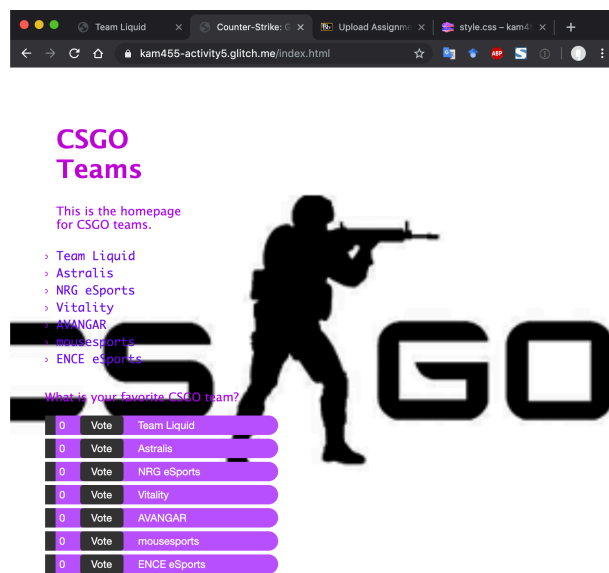 Team Liquid
Counter-Strike: G
Upload Assignme
style.css – kam4
kam455-activity5.glitch.me/index.html
ABP
CSGO
Teams
This is the homepage
for CSGO teams.
› Team Liquid
› Astralis
› NRG eSports
› Vitality
› AVANGAR
› mousesports
› ENCE eSports
CS GO
What is your favorite CSGO team?
0 Vote Team Liquid
0 Vote Astralis
0 Vote NRG eSports
0 Vote Vitality
0 Vote AVANGAR
0 Vote mousesports
0 Vote ENCE eSports